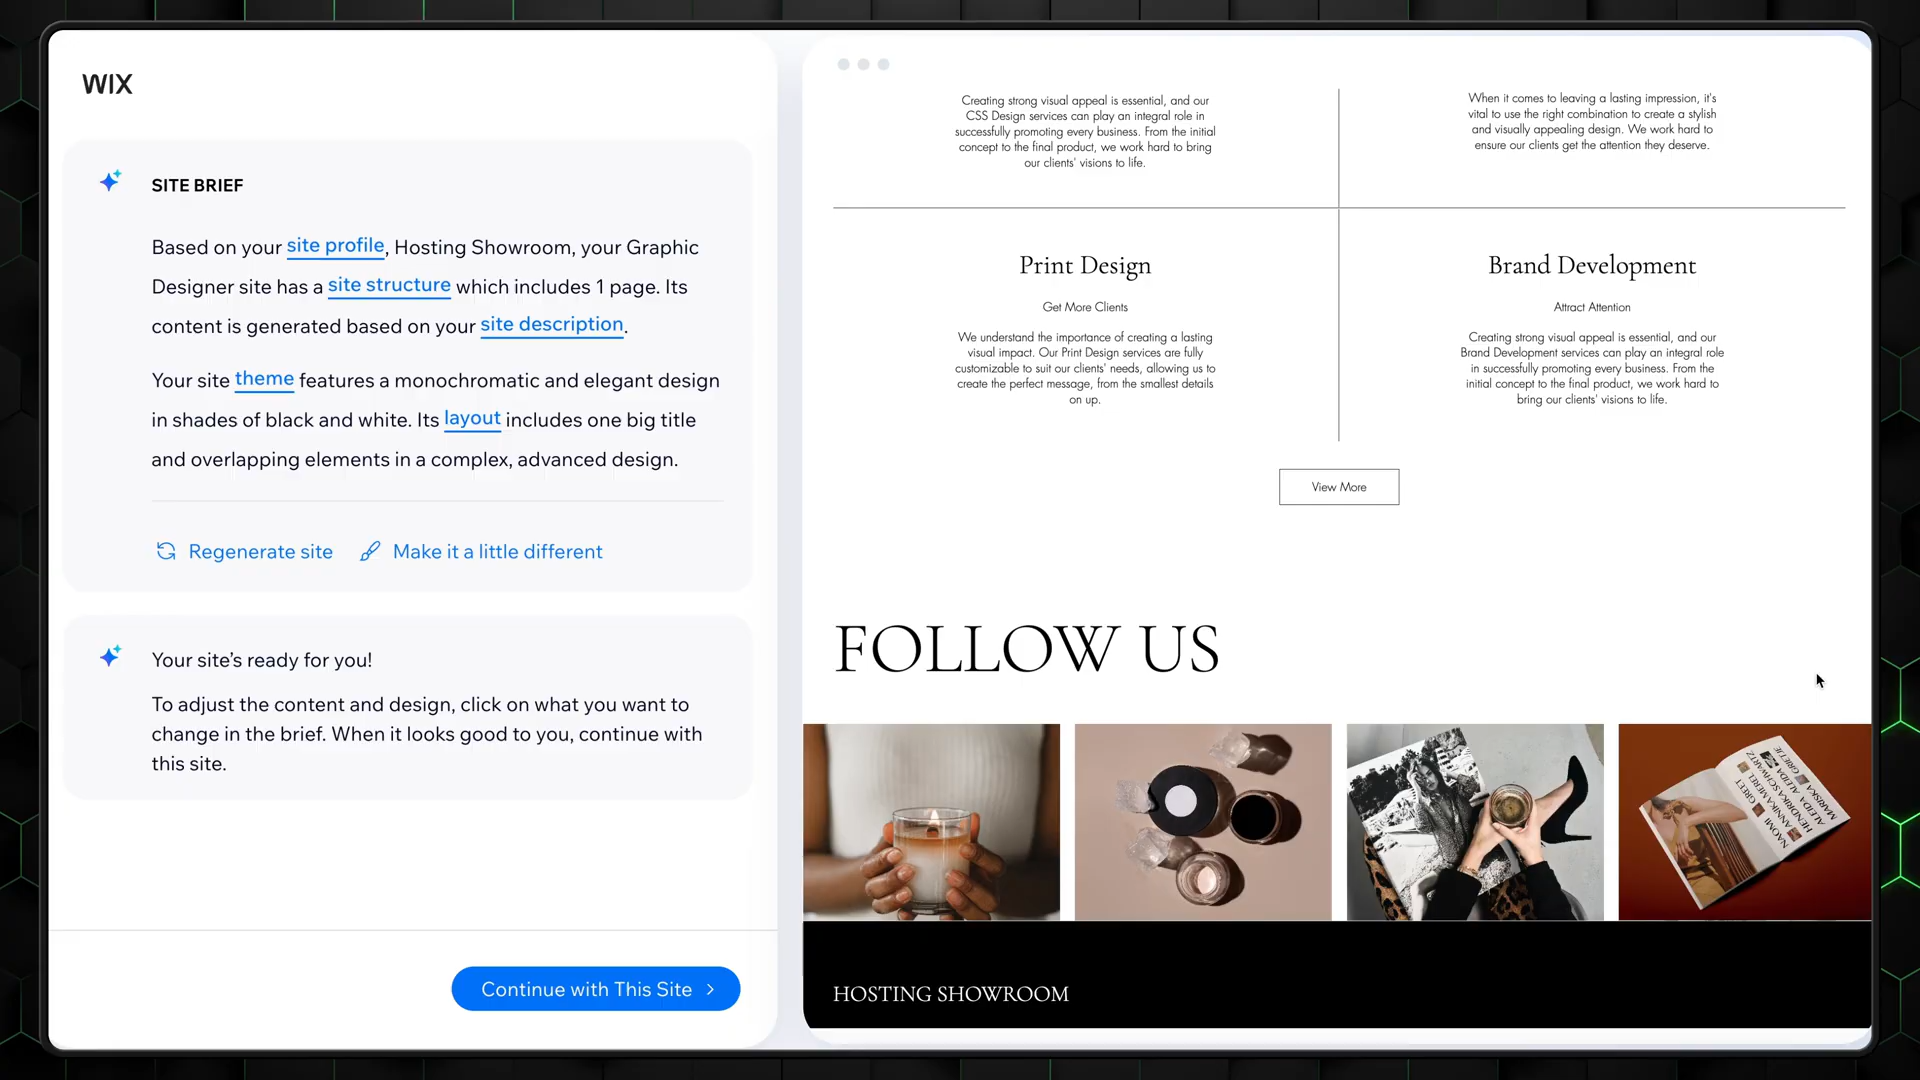 WIX
SITE BRIEF
Based on your site profile, Hosting Showroom, your Graphic
Designer site has a site structure which includes 1 page. Its
content is generated based on your site description.
Your site theme features a monochromatic and elegant design
in shades of black and white. Its layout includes one big title
and overlapping elements in a complex, advanced design.
Regenerate site
Make it a little different
Your site's ready for you!
To adjust the content and design, click on what you want to
change in the brief. When it looks good to you, continue with
this site.
Continue with This Site
Creating strong visual appeal is essential, and our
CSS Design services can play an integral role in
successfully promoting every business. From the initial
concept to the final product, we work hard to bring
our clients' visions to life.
When it comes to leaving a lasting impression, it's
vital to use the right combination to create a stylish
and visually appealing design. We work hard to
ensure our clients get the attention they deserve.
Print Design
Get More Clients
We understand the importance of creating a lasting
visual impact. Our Print Design services are fully
customizable to suit our clients' needs, allowing us to
create the perfect message, from the smallest details
on up.
Brand Development
Attract Attention
Creating strong visual appeal is essential, and our
Brand Development services can play an integral role
in successfully promoting every business. From the
initial concept to the final product, we work hard to
bring our clients' visions to life.
View More
FOLLOW US
HOSTING SHOWROOM